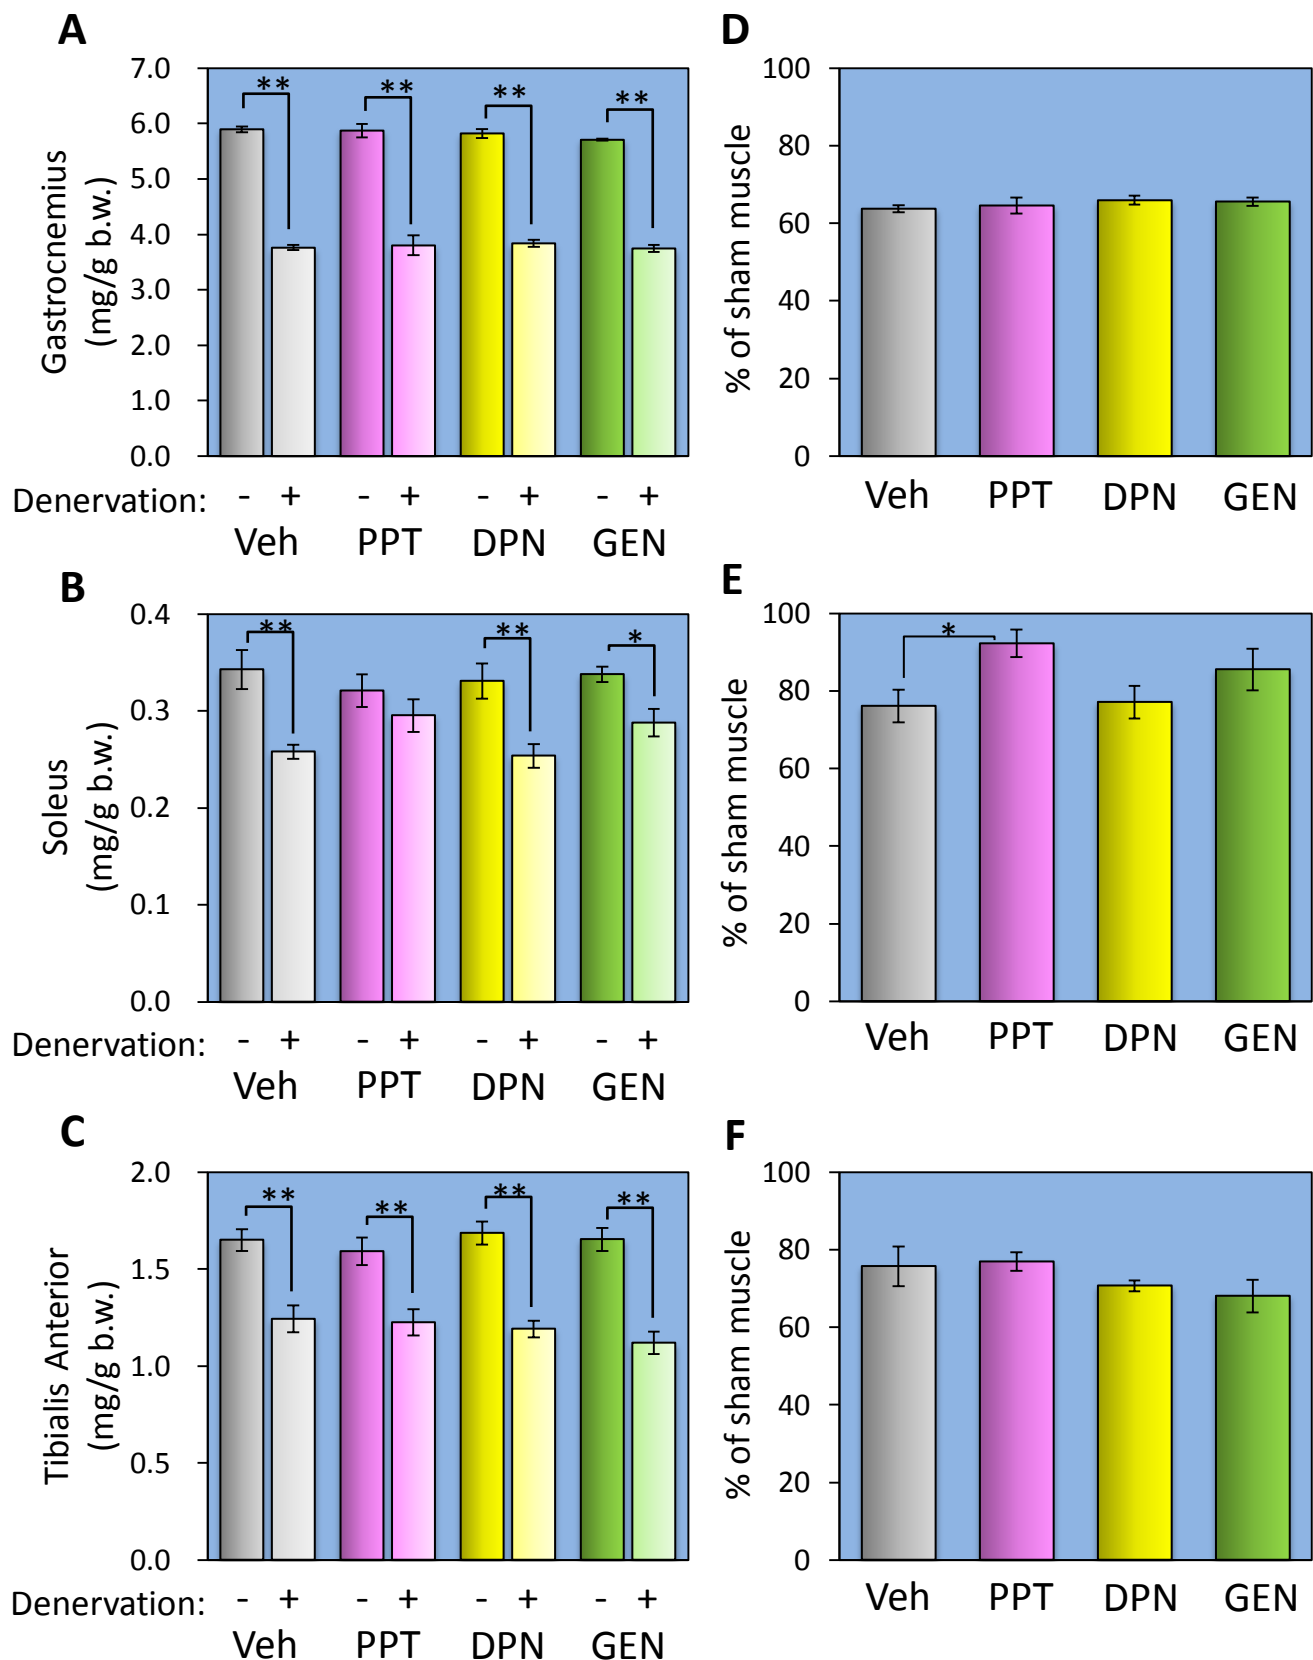 A
7.0
6.0
5.0
4.0
3.0
2.0
1.0
0.0
Gastrocnemius
(mg/g b.w.)
** ** ** **
Denervation: - + - + - + - +
Veh PPT DPN GEN
D
100
80
60
40
20
0
% of sham muscle
Veh PPT DPN GEN
B
0.4
0.3
0.2
0.1
0.0
Soleus
(mg/g b.w.)
** ** *
Denervation: - + - + - + - +
Veh PPT DPN GEN
E
100
80
60
40
20
0
% of sham muscle
*
Veh PPT DPN GEN
C
2.0
1.5
1.0
0.5
0.0
Tibialis Anterior
(mg/g b.w.)
** ** ** **
Denervation: - + - + - + - +
Veh PPT DPN GEN
F
100
80
60
40
20
0
% of sham muscle
Veh PPT DPN GEN